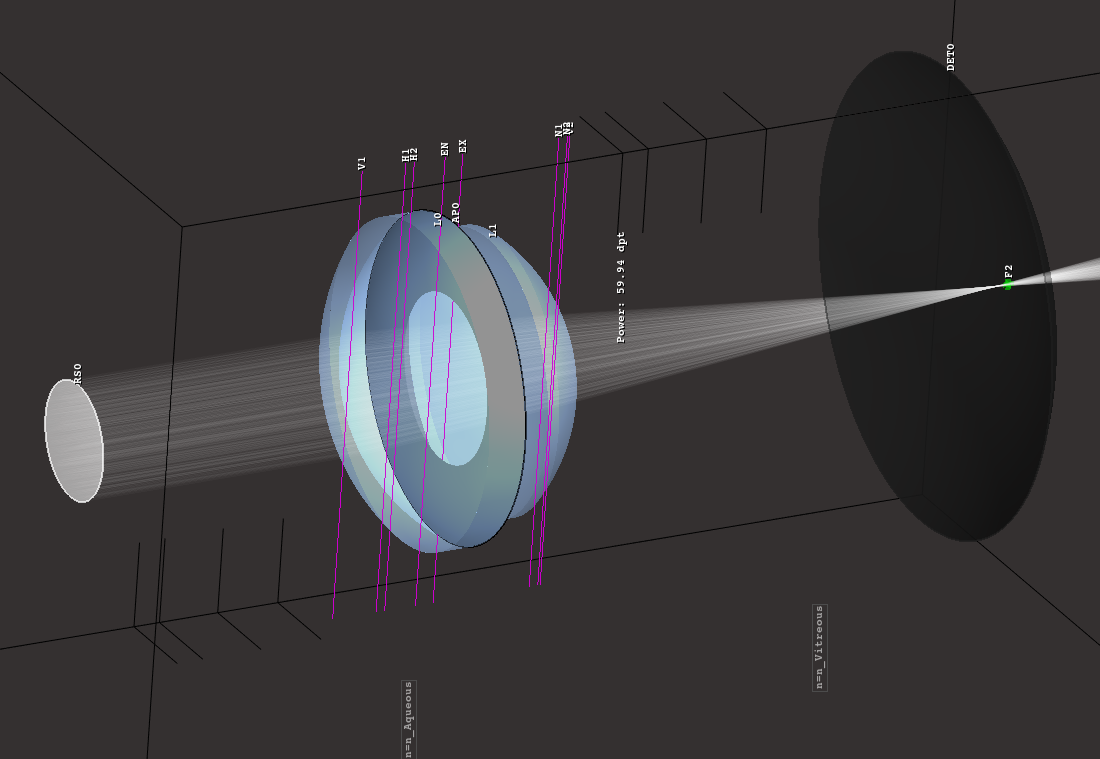 V1
H1
H2
EN
EX
N1
N2
DET0
L0
AP0
L1
F2
RS0
Power: 59.94 dpt
n=n_Vitreous
n=n_Aqueous